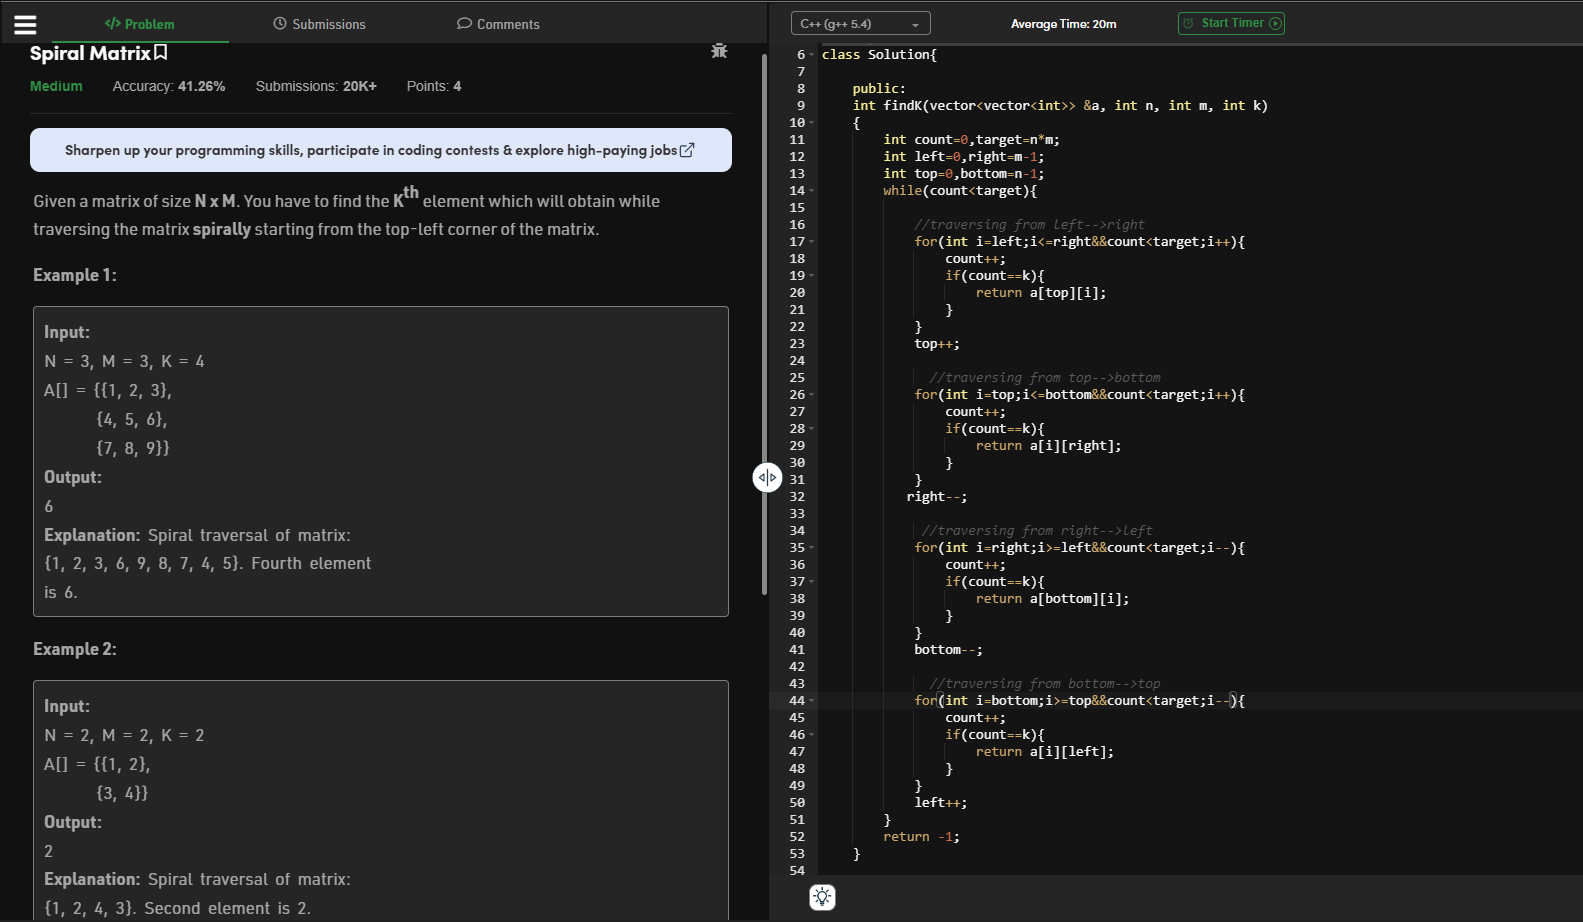 </> Problem
Submissions
Comments
Spiral Matrix
Medium Accuracy: 41.26% Submissions: 20K+ Points: 4
Sharpen up your programming skills, participate in coding contests & explore high-paying jobs
Given a matrix of size N x M. You have to find the Kth element which will obtain while
traversing the matrix spirally starting from the top-left corner of the matrix.
Example 1:
Input:
N = 3, M = 3, K = 4
A[] = {{1, 2, 3},
{4, 5, 6},
{7, 8, 9}}
Output:
6
Explanation: Spiral traversal of matrix:
{1, 2, 3, 6, 9, 8, 7, 4, 5}. Fourth element
is 6.
Example 2:
Input:
N = 2, M = 2, K = 2
A[] = {{1, 2},
{3, 4}}
Output:
2
Explanation: Spiral traversal of matrix:
{1, 2, 4, 3}. Second element is 2.
C++ (g++ 5.4) Average Time: 20m Start Timer
6 class Solution{
7
8 public:
9 int findK(vector<vector<int>> &a, int n, int m, int k)
10 {
11 int count=0,target=n*m;
12 int left=0,right=m-1;
13 int top=0,bottom=n-1;
14 while(count<target){
15
16 //traversing from left-->right
17 for(int i=left;i<=right&&count<target;i++){
18 count++;
19 if(count==k){
20 return a[top][i];
21 }
22 }
23 top++;
24
25 //traversing from top-->bottom
26 for(int i=top;i<=bottom&&count<target;i++){
27 count++;
28 if(count==k){
29 return a[i][right];
30 }
31 }
32 right--;
33
34 //traversing from right-->left
35 for(int i=right;i>=left&&count<target;i--){
36 count++;
37 if(count==k){
38 return a[bottom][i];
39 }
40 }
41 bottom--;
42
43 //traversing from bottom-->top
44 for(int i=bottom;i>=top&&count<target;i--){
45 count++;
46 if(count==k){
47 return a[i][left];
48 }
49 }
50 left++;
51 }
52 return -1;
53 }
54